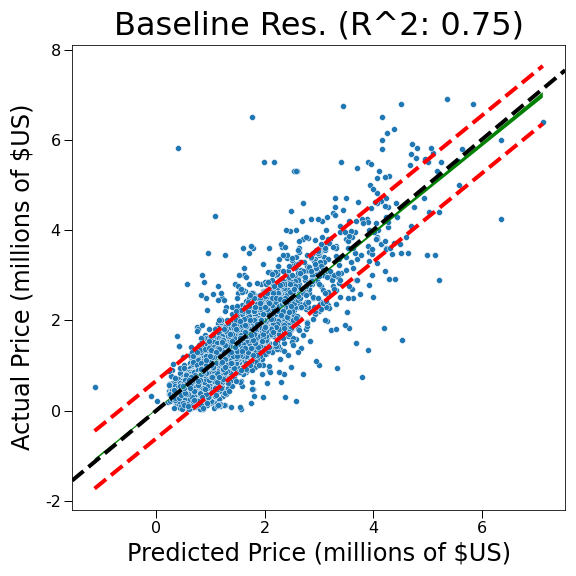 Baseline Res. (R^2: 0.75)
Actual Price (millions of $US)
8
6
4
2
0
-2
0 2 4 6
Predicted Price (millions of $US)